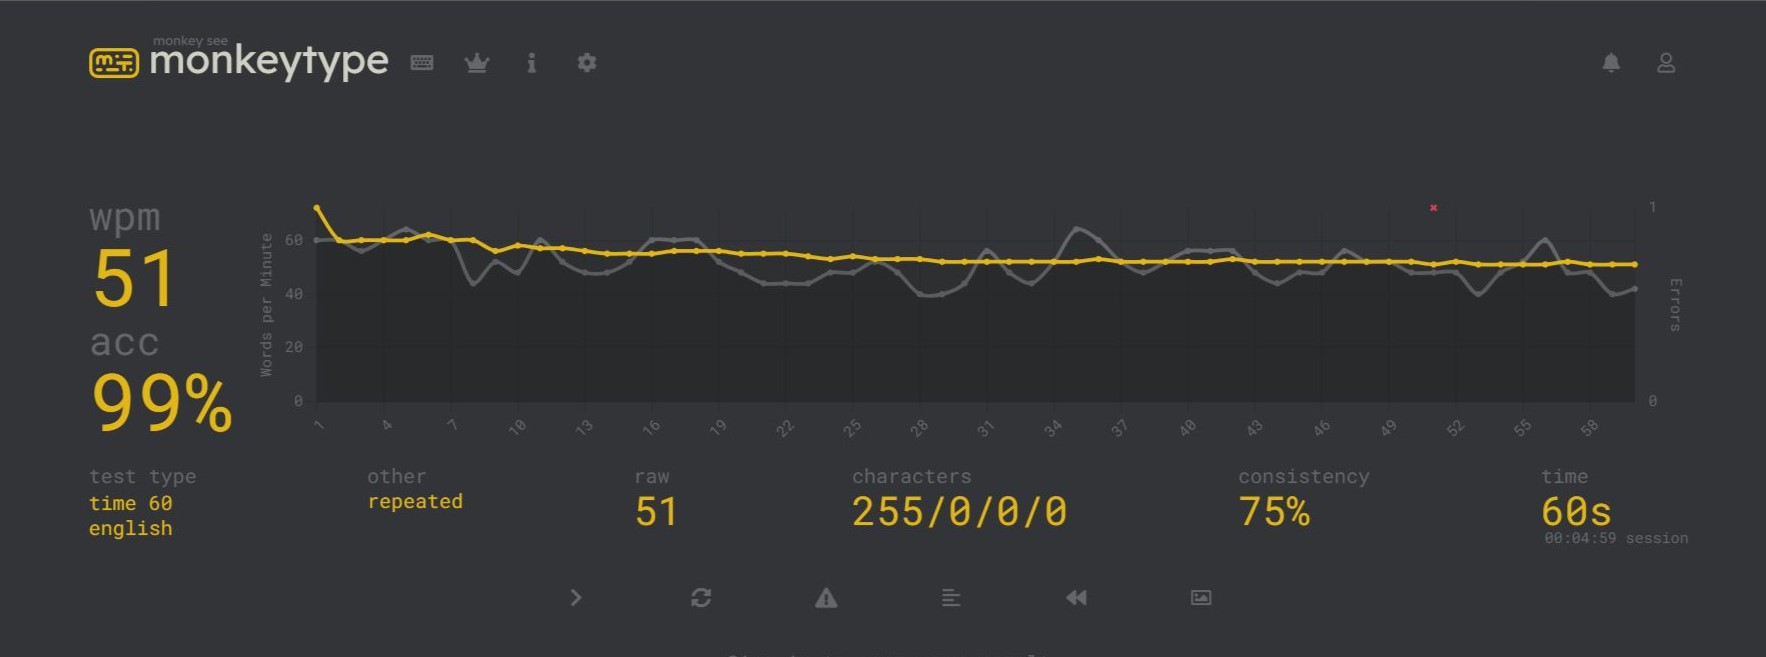 monkey see
monkeytype
wpm
51
acc
99%
Words per Minute
60
40
20
0
1
0
Errors
1 4 7 10 13 16 19 22 25 28 31 34 37 40 43 46 49 52 55 58
test type
time 60
english
other
repeated
raw
51
characters
255/0/0/0
consistency
75%
time
60s
00:04:59 session